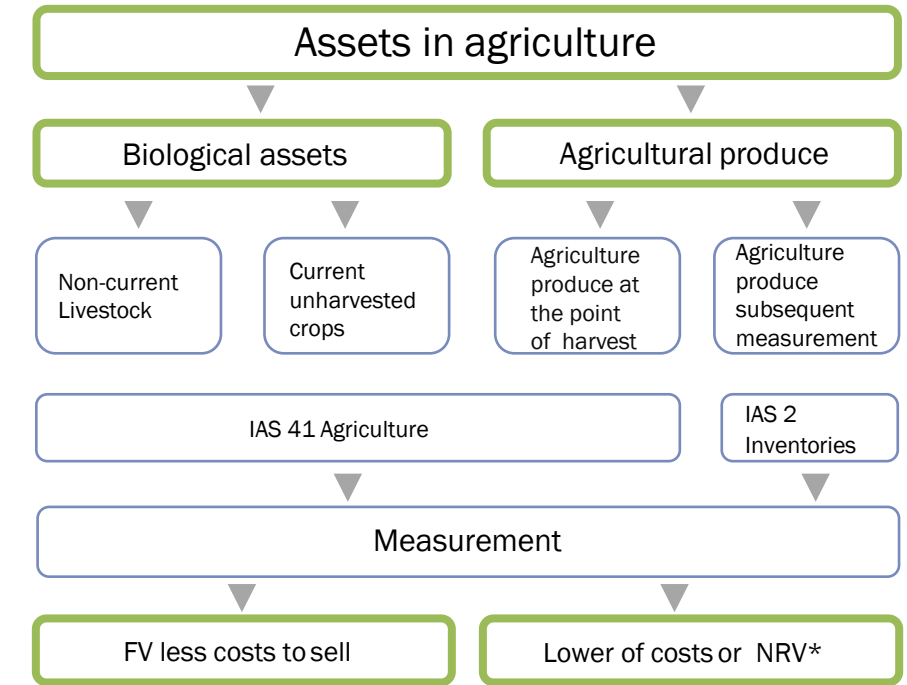 Assets in agriculture
Biological assets
Agricultural produce
Non-current
Livestock
Current
unharvested
crops
Agriculture
produce at
the point
of harvest
Agriculture
produce
subsequent
measurement
IAS 41 Agriculture
IAS 2
Inventories
Measurement
FV less costs to sell
Lower of costs or NRV*